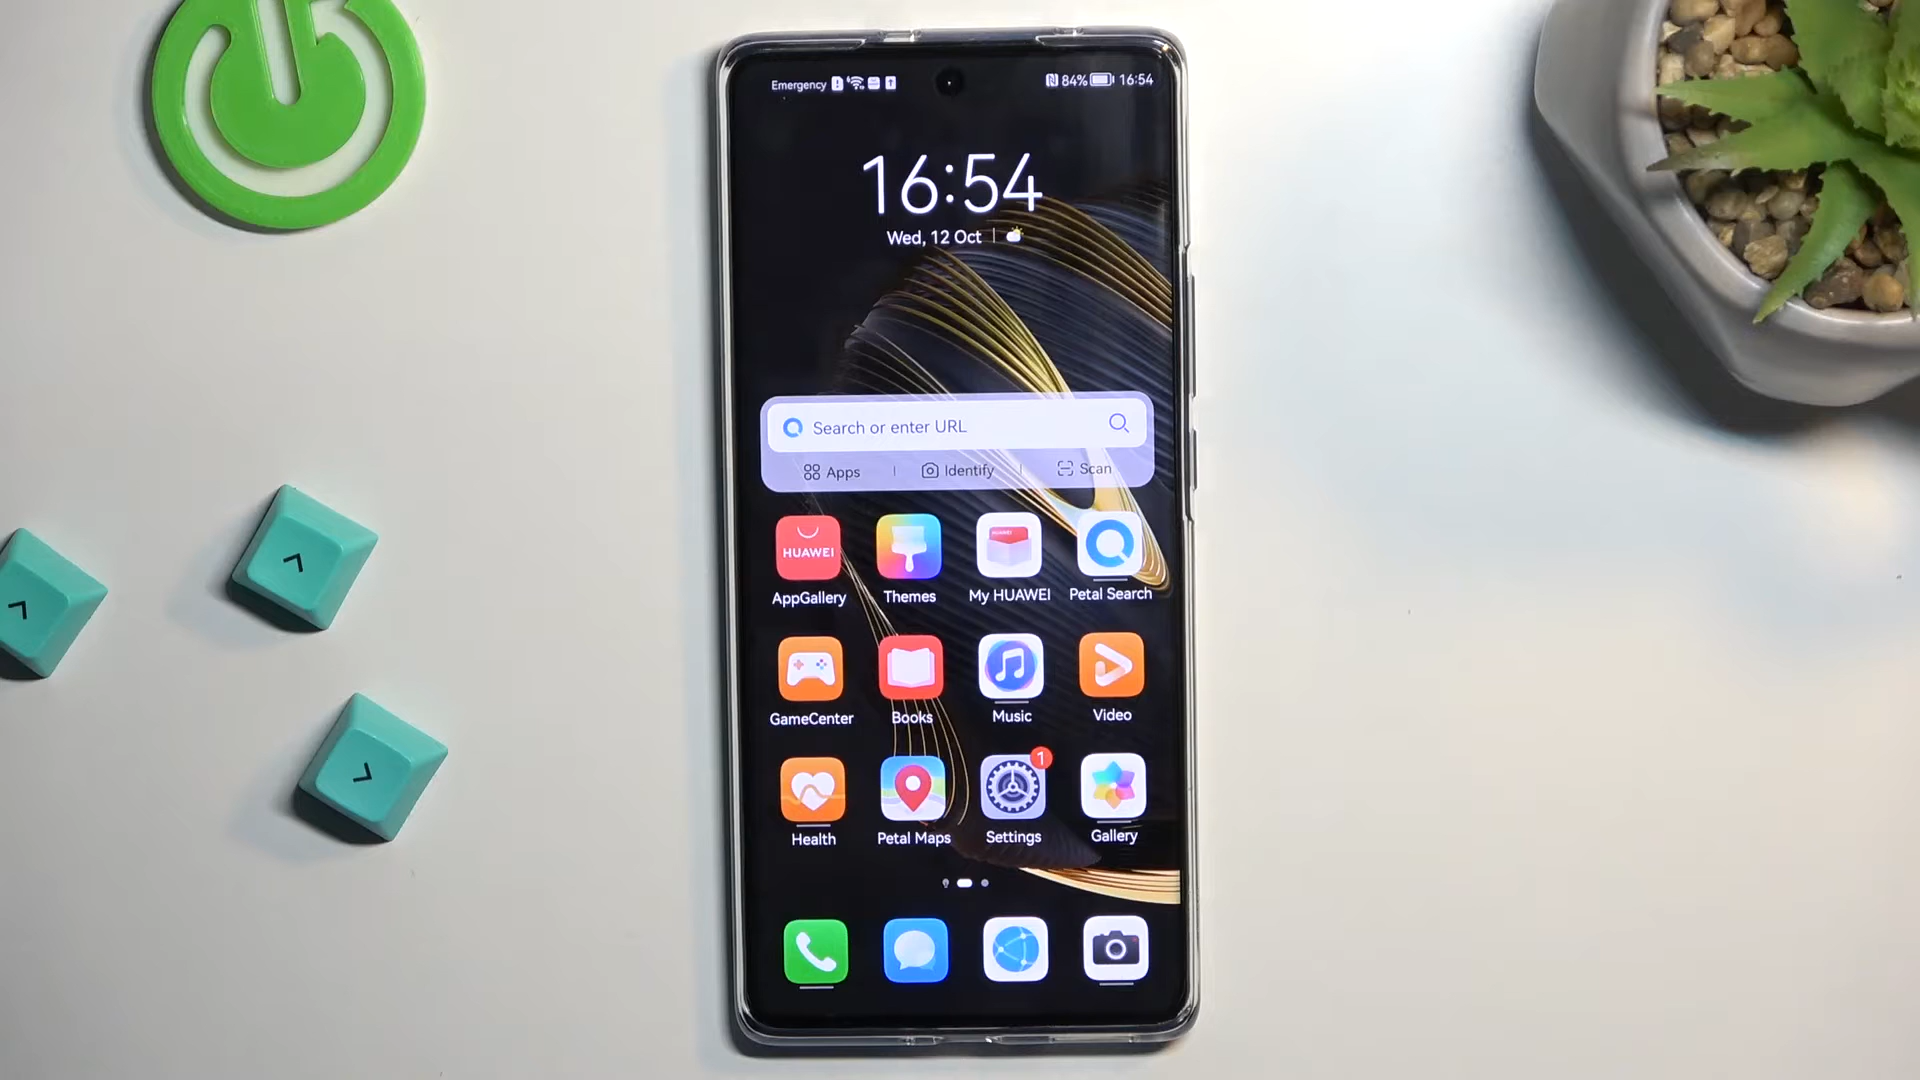 Emergency 84% 16:54
16:54
Wed, 12 Oct
Search or enter URL
Apps Identify Scan
HUAWEI
AppGallery Themes My HUAWEI Petal Search
GameCenter Books Music Video
1
Health Petal Maps Settings Gallery